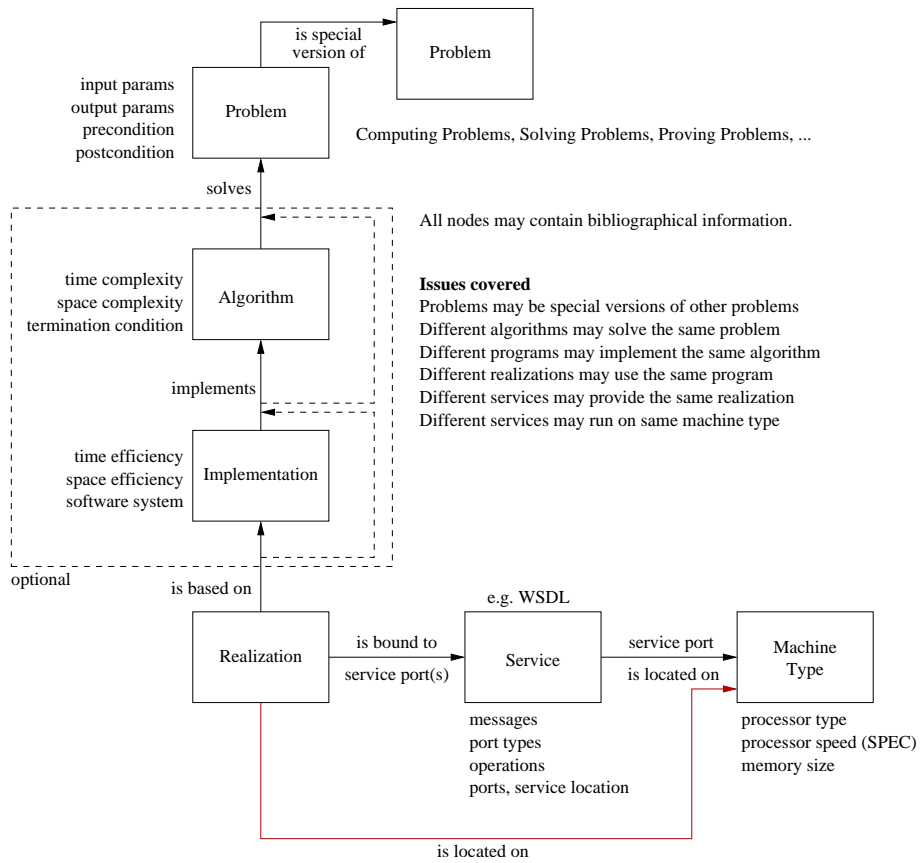 is special
version of
Problem
input params
output params
precondition
postcondition
Problem
Computing Problems, Solving Problems, Proving Problems, ...
solves
All nodes may contain bibliographical information.
time complexity
space complexity
termination condition
Algorithm
Issues covered
Problems may be special versions of other problems
Different algorithms may solve the same problem
Different programs may implement the same algorithm
Different realizations may use the same program
Different services may provide the same realization
Different services may run on same machine type
implements
time efficiency
space efficiency
software system
Implementation
optional
is based on
e.g. WSDL
Realization
is bound to
service port(s)
Service
service port
is located on
Machine
Type
messages
port types
operations
ports, service location
processor type
processor speed (SPEC)
memory size
is located on